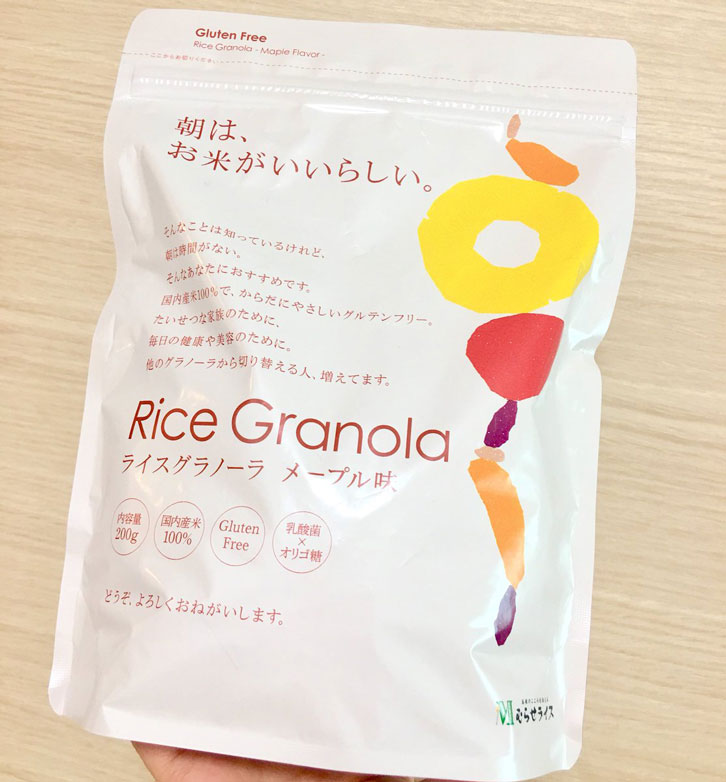 Gluten Free
Rice Granola - Maple Flavor -
朝は、
お米がいいらしい。
そんなことは知っているけれど、
朝は時間がない。
そんなあなたにおすすめです。
国内産米100%で、からだにやさしいグルテンフリー。
たいせつな家族のために、
毎日の健康や美容のために。
他のグラノーラから切り替える人、増えてます。
Rice Granola
ライスグラノーラ メープル味
内容量
200g
国内産米
100%
Gluten
Free
乳酸菌
×
オリゴ糖
どうぞ、よろしくおねがいします。
むらせライス